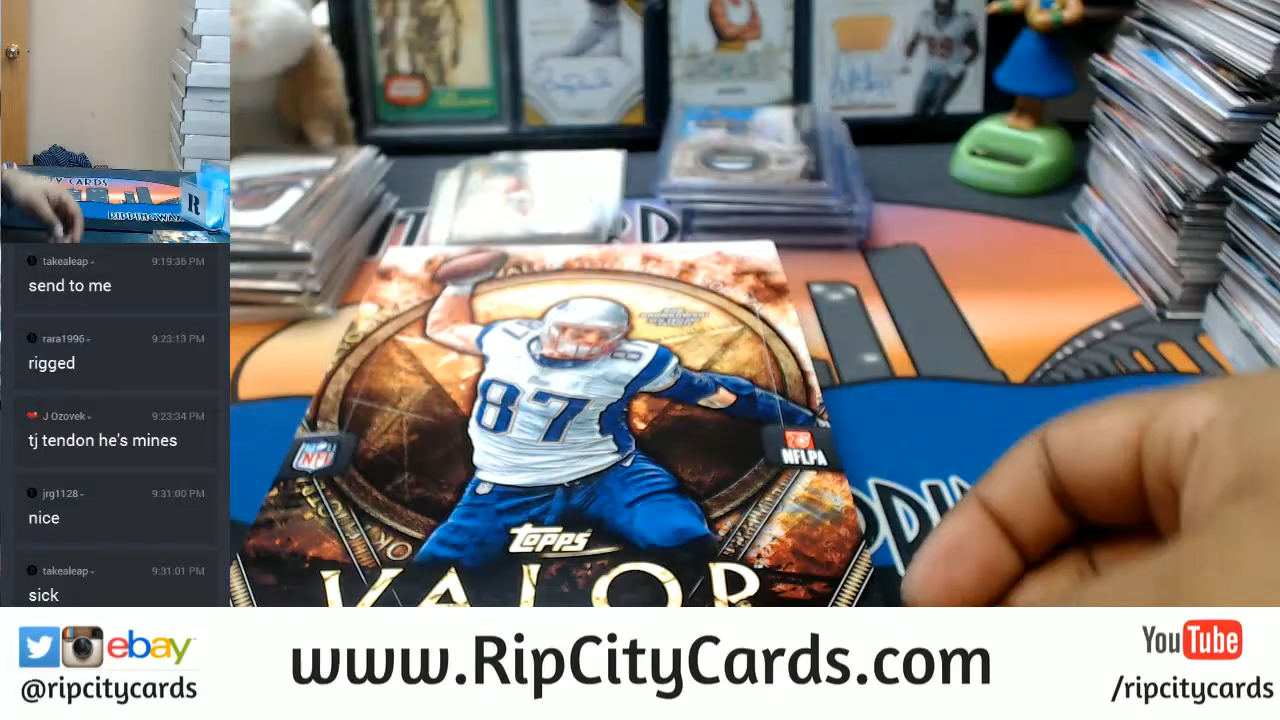 takealeap
9:19:36 PM
send to me
rara1996
9:23:13 PM
rigged
J Ozovek
9:23:34 PM
tj tendon he's mines
jrg1128
9:31:00 PM
nice
takealeap
9:31:01 PM
sick
R
RIPPINGWAX
87
87
NFL
NFLPA
TOPPS
VALOR
ebay
@ripcitycards
www.RipCityCards.com
YouTube
/ripcitycards